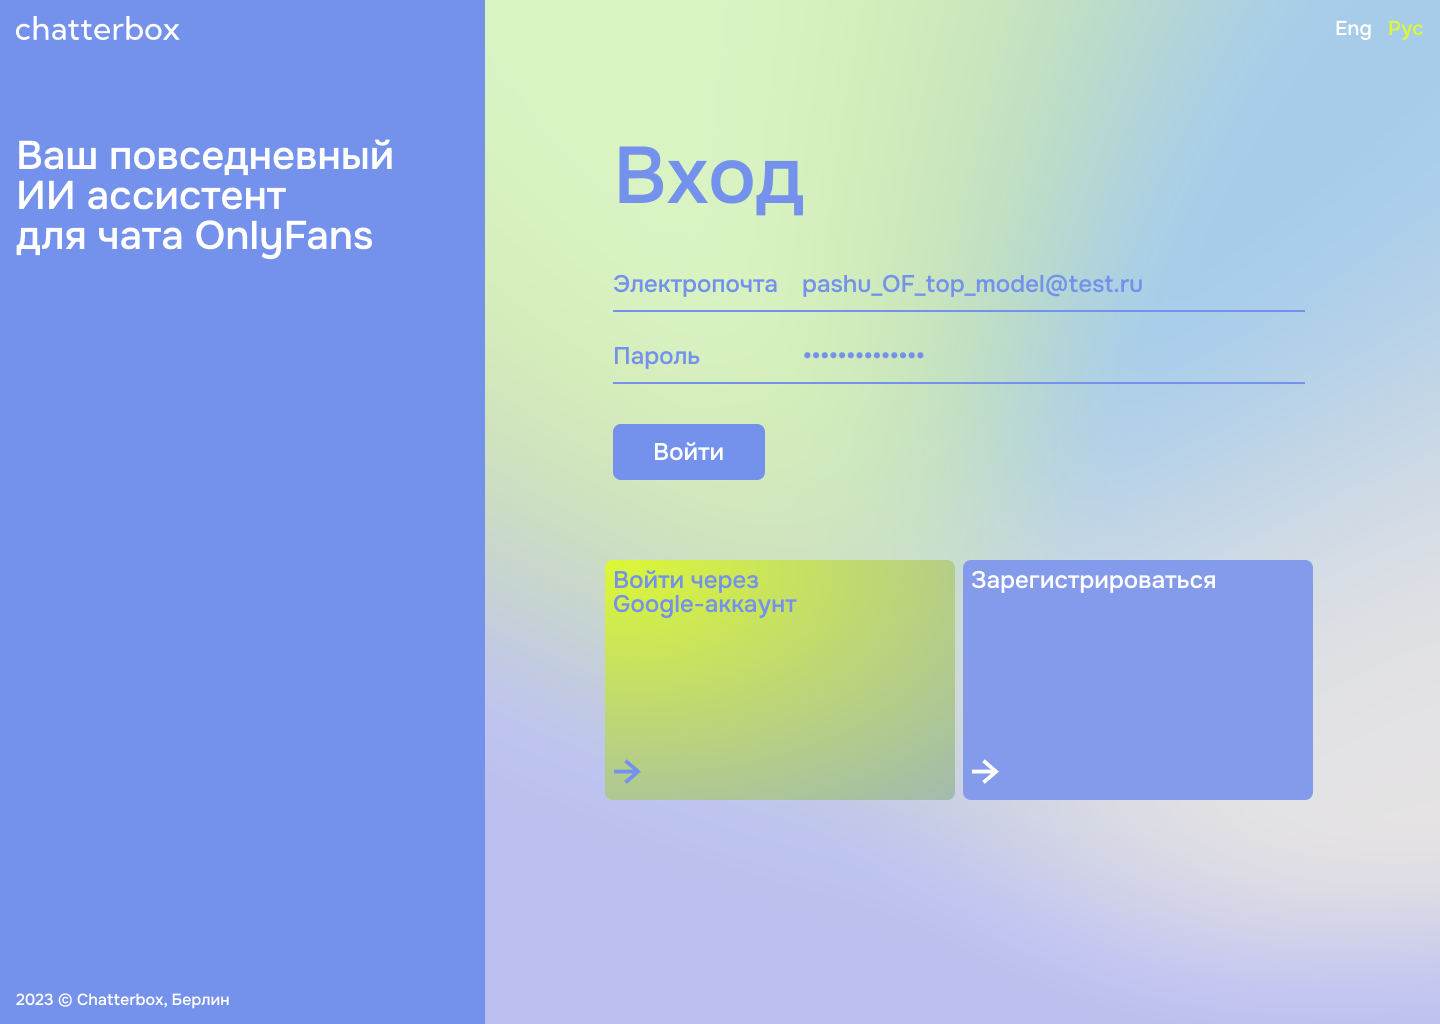 chatterbox
Eng Рус
Ваш повседневный
ИИ ассистент
для чата OnlyFans
Вход
Электропочта pashu_OF_top_model@test.ru
Пароль ••••••••••••••
Войти
Войти через
Google-аккаунт
Зарегистрироваться
2023 © Chatterbox, Берлин